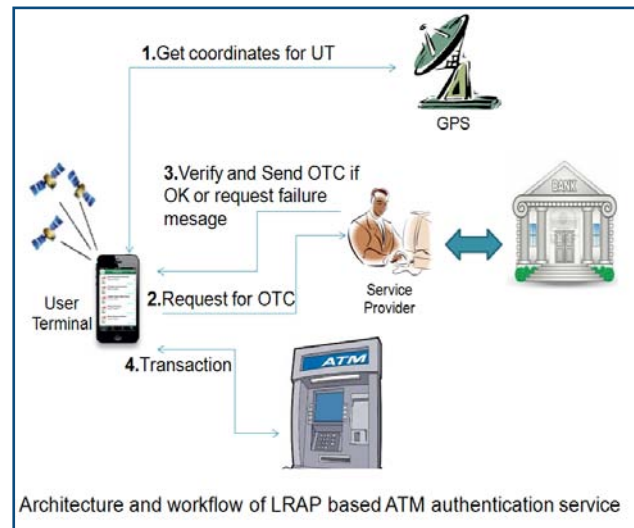 1.Get coordinates for UT
GPS
3.Verify and Send OTC if
OK or request failure
mesage
BANK
User
Terminal
2.Request for OTC
Service
Provider
4.Transaction
ATM
Architecture and workflow of LRAP based ATM authentication service